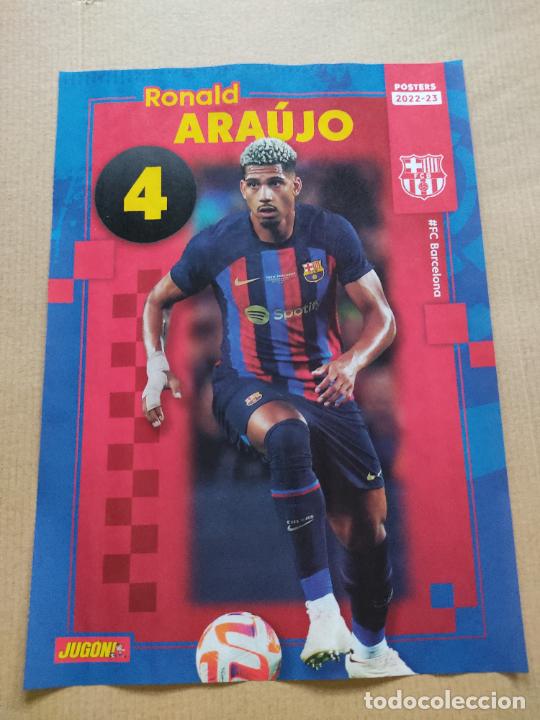 Ronald
ARAÚJO
POSTERS
2022-23
4
#FC Barcelona
Spotify
JUGON!
todocoleccion